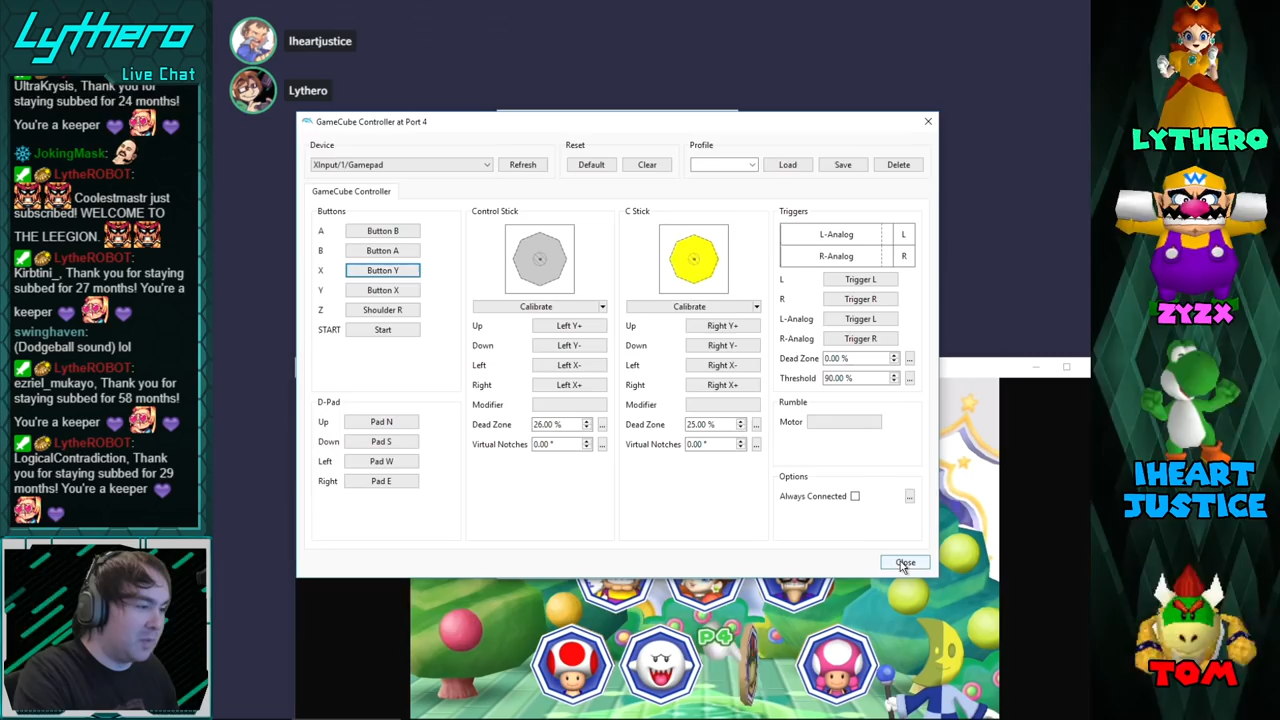 Lythero
Live Chat
UltraKrysis, Thank you for
staying subbed for 24 months!
You're a keeper
JokingMask:
LytheROBOT:
Coolestmastr just
subscribed! WELCOME TO
THE LEEGION.
LytheROBOT:
Kirbtini_, Thank you for
staying subbed for 27 months! You're a
keeper
swinghaven:
(Dodgeball sound) lol
LytheROBOT:
ezriel_mukayo, Thank you for
staying subbed for 58 months!
You're a keeper
LytheROBOT:
LogicalContradiction, Thank
you for staying subbed for 29
months! You're a keeper
Iheartjustice
Lythero
GameCube Controller at Port 4
Device
XInput/1/Gamepad
Refresh
Reset
Default
Clear
Profile
Load
Save
Delete
GameCube Controller
Buttons
A Button B
B Button A
X Button Y
Y Button X
Z Shoulder R
START Start
D-Pad
Up Pad N
Down Pad S
Left Pad W
Right Pad E
Control Stick
Calibrate
Up Left Y+
Down Left Y-
Left Left X-
Right Left X+
Modifier
Dead Zone 26.00 % ...
Virtual Notches 0.00 ° ...
C Stick
Calibrate
Up Right Y+
Down Right Y-
Left Right X-
Right Right X+
Modifier
Dead Zone 25.00 % ...
Virtual Notches 0.00 ° ...
Triggers
L-Analog L
R-Analog R
L Trigger L
R Trigger R
L-Analog Trigger L
R-Analog Trigger R
Dead Zone 0.00 % ...
Threshold 90.00 % ...
Rumble
Motor
Options
Always Connected ...
Close
P4
LYTHERO
W
ZYZX
IHEART
JUSTICE
TOM